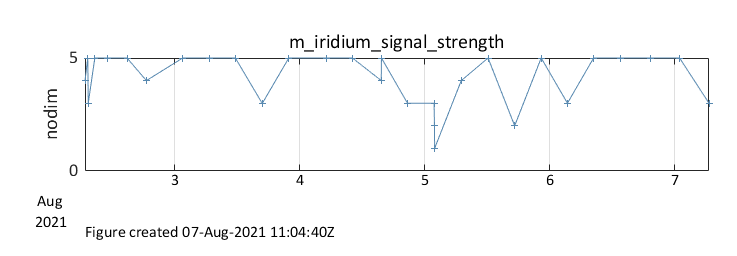 m_iridium_signal_strength
5
nodim
0
3 4 5 6 7
Aug
2021
Figure created 07-Aug-2021 11:04:40Z